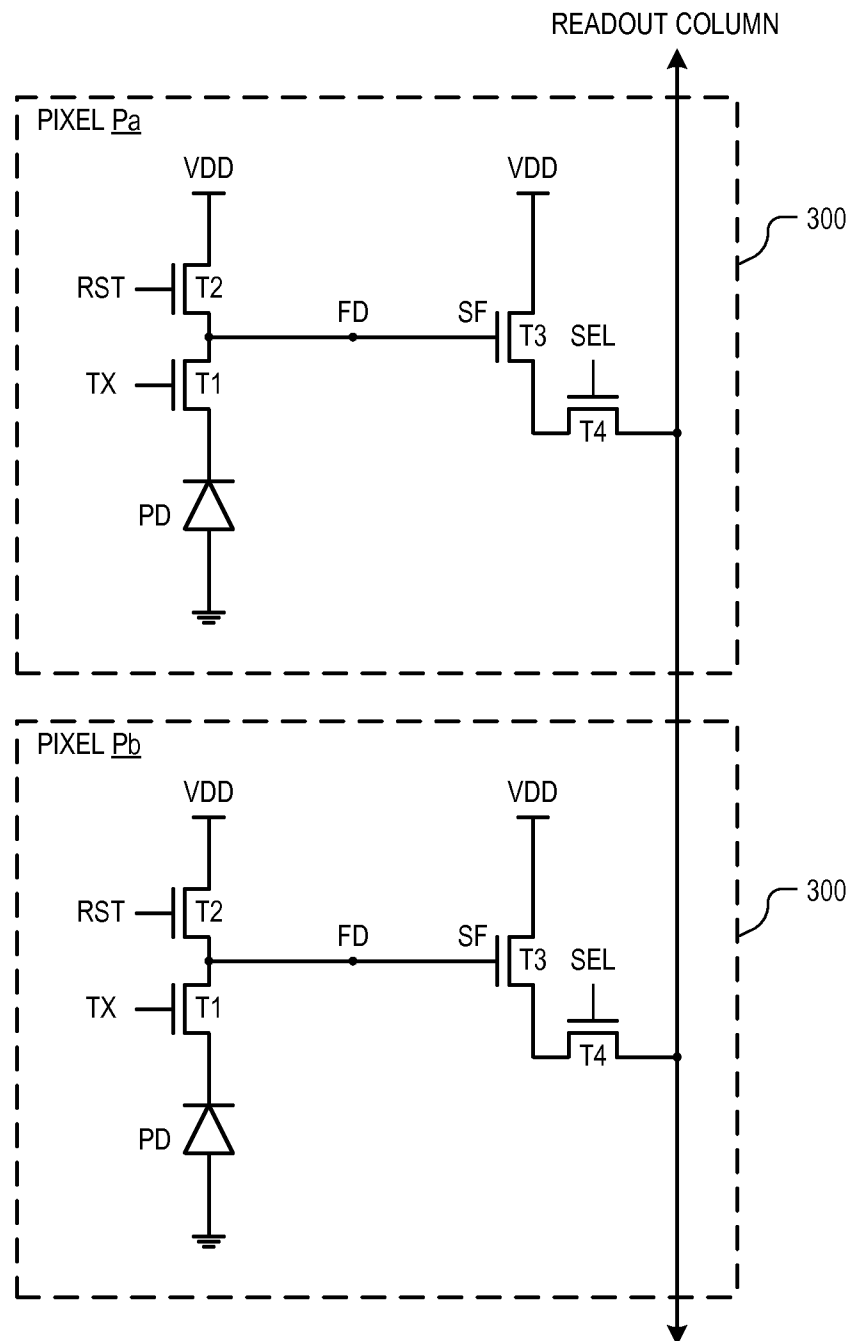 READOUT COLUMN
PIXEL Pa
VDD
VDD
300
RST
T2
FD
SF
T3
SEL
TX
T1
T4
PD
PIXEL Pb
VDD
VDD
300
RST
T2
FD
SF
T3
SEL
TX
T1
T4
PD